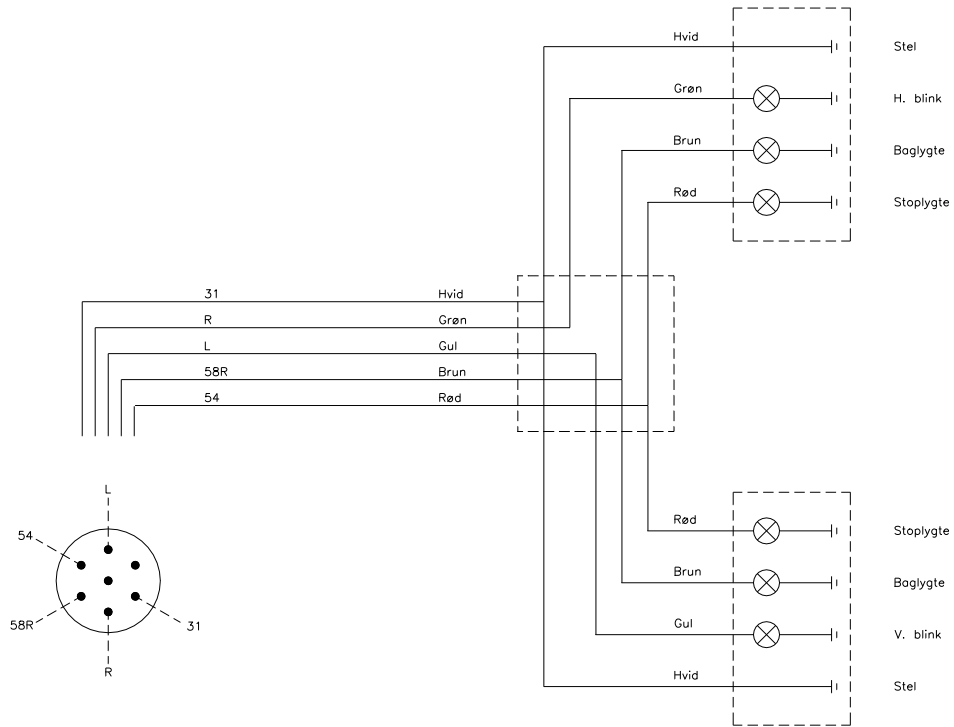 Hvid Stel
Grøn H. blink
Brun Baglygte
Rød Stoplygte
31 Hvid
R Grøn
L Gul
58R Brun
54 Rød
L
54
58R
31
R
Rød Stoplygte
Brun Baglygte
Gul V. blink
Hvid Stel